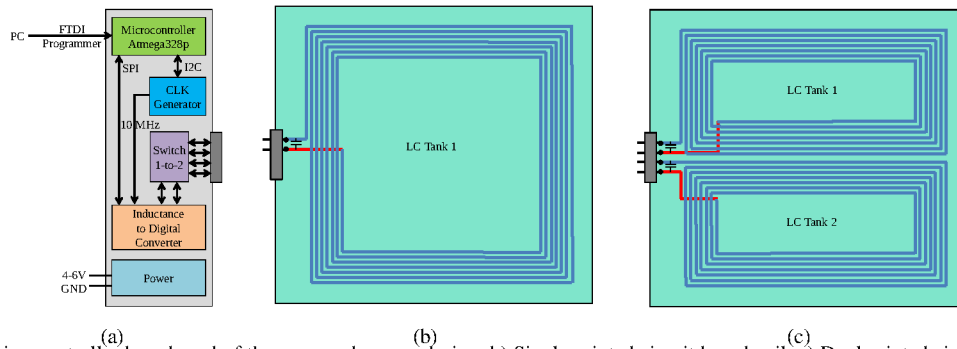 PC
FTDI
Programmer
Microcontroller
Atmega328p
SPI
I2C
CLK
Generator
10 MHz
Switch
1-to-2
Inductance
to Digital
Converter
4-6V
GND
Power
LC Tank 1
LC Tank 1
LC Tank 2
(a)
(b)
(c)